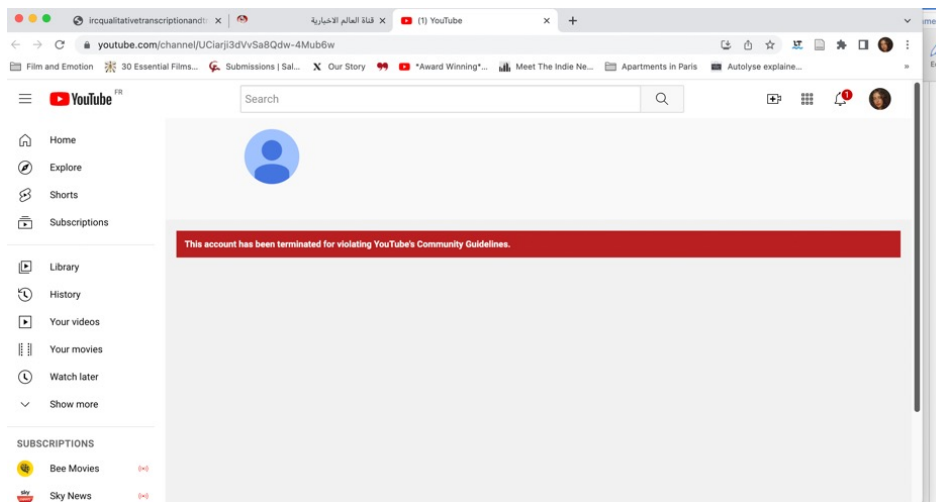 ircqualitativetranscriptionandtr
قناة العالم الاخبارية
(1) YouTube
youtube.com/channel/UCiarji3dVvSa8Qdw-4Mub6w
Film and Emotion
30 Essential Films...
Submissions | Sal...
Our Story
*Award Winning*...
Meet The Indie Ne...
Apartments in Paris
Autolyse explaine...
»
YouTube FR
Search
1
Home
Explore
Shorts
Subscriptions
This account has been terminated for violating YouTube's Community Guidelines.
Library
History
Your videos
Your movies
Watch later
Show more
SUBSCRIPTIONS
Bee Movies
sky
Sky News